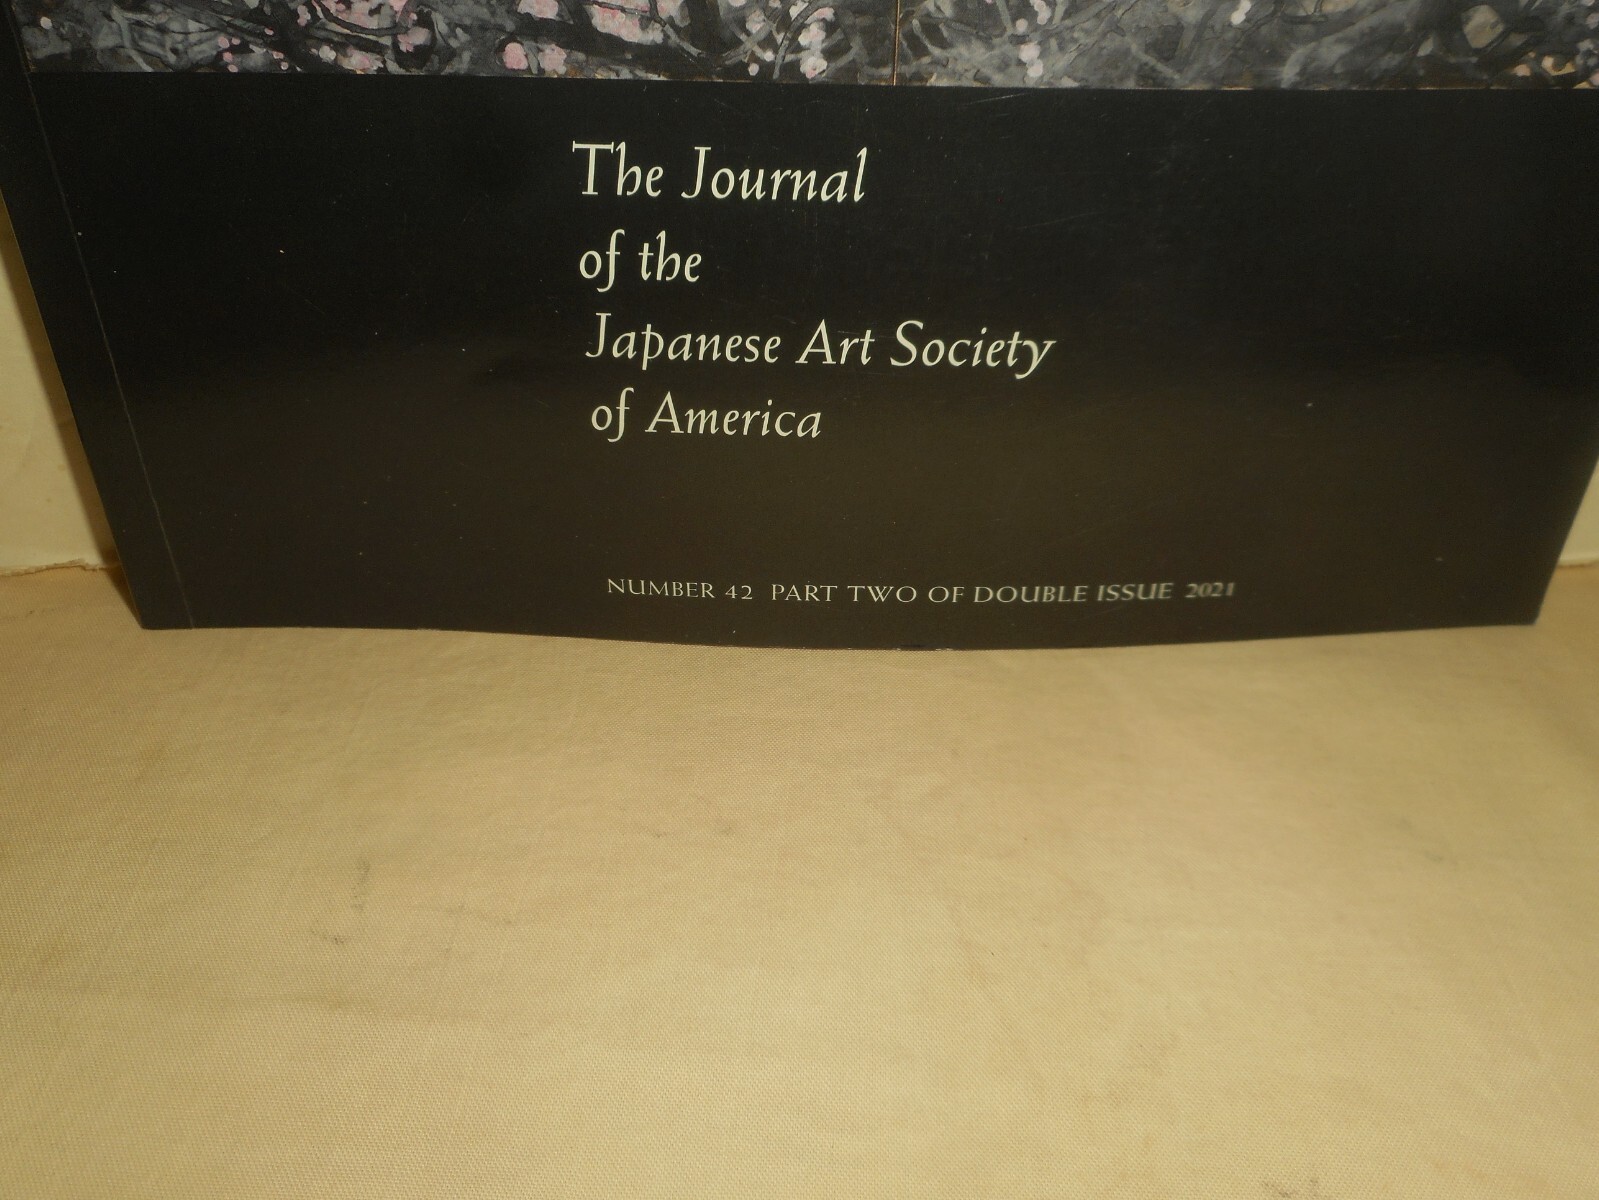 The Journal
of the
Japanese Art Society
of America
NUMBER 42 PART TWO OF DOUBLE ISSUE 2021